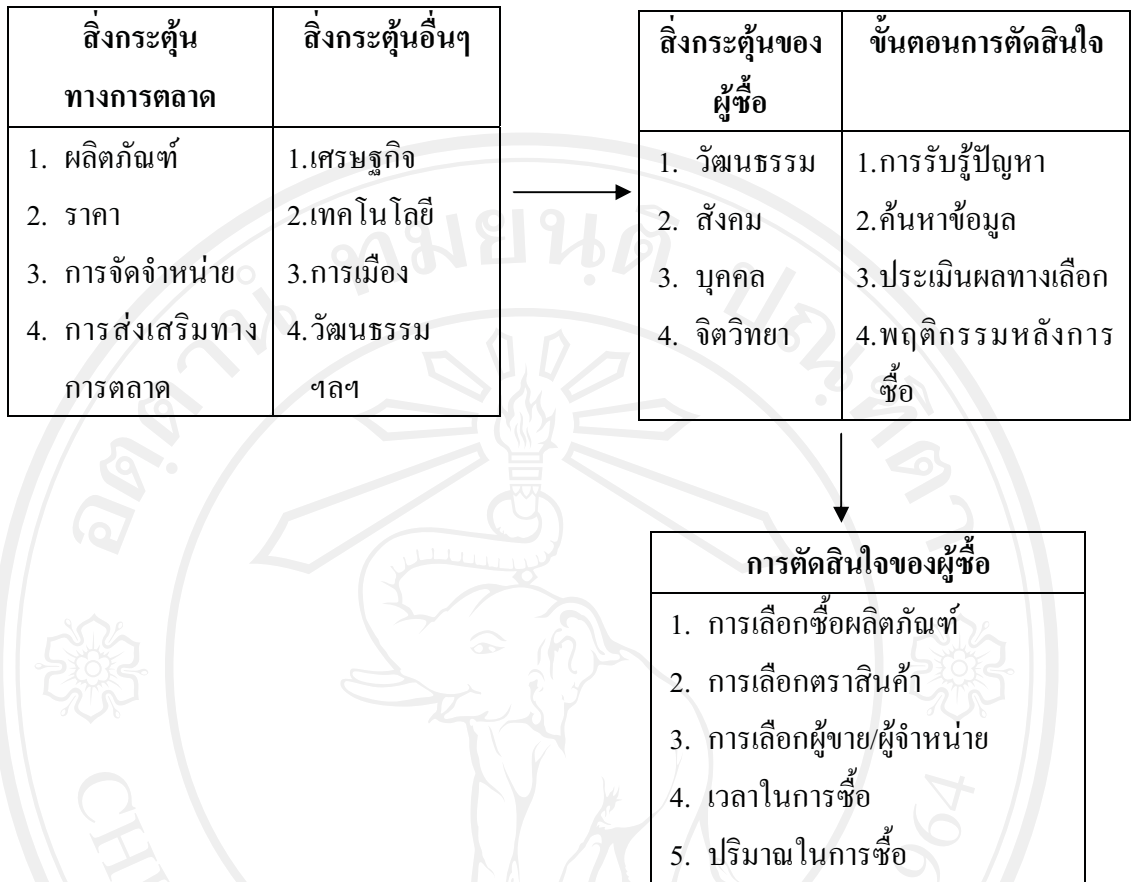 สิ่งกระตุ้น
ทางการตลาด
สิ่งกระตุ้นอื่นๆ
1. ผลิตภัณฑ์
2. ราคา
3. การจัดจำหน่าย
4. การส่งเสริมทาง
การตลาด
1.เศรษฐกิจ
2.เทคโนโลยี
3.การเมือง
4.วัฒนธรรม
ฯลฯ
สิ่งกระตุ้นของ
ผู้ซื้อ
ขั้นตอนการตัดสินใจ
1. วัฒนธรรม
2. สังคม
3. บุคคล
4. จิตวิทยา
1.การรับรู้ปัญหา
2.ค้นหาข้อมูล
3.ประเมินผลทางเลือก
4.พฤติกรรมหลังการ
ซื้อ
การตัดสินใจของผู้ซื้อ
1. การเลือกซื้อผลิตภัณฑ์
2. การเลือกตราสินค้า
3. การเลือกผู้ขาย/ผู้จำหน่าย
4. เวลาในการซื้อ
5. ปริมาณในการซื้อ